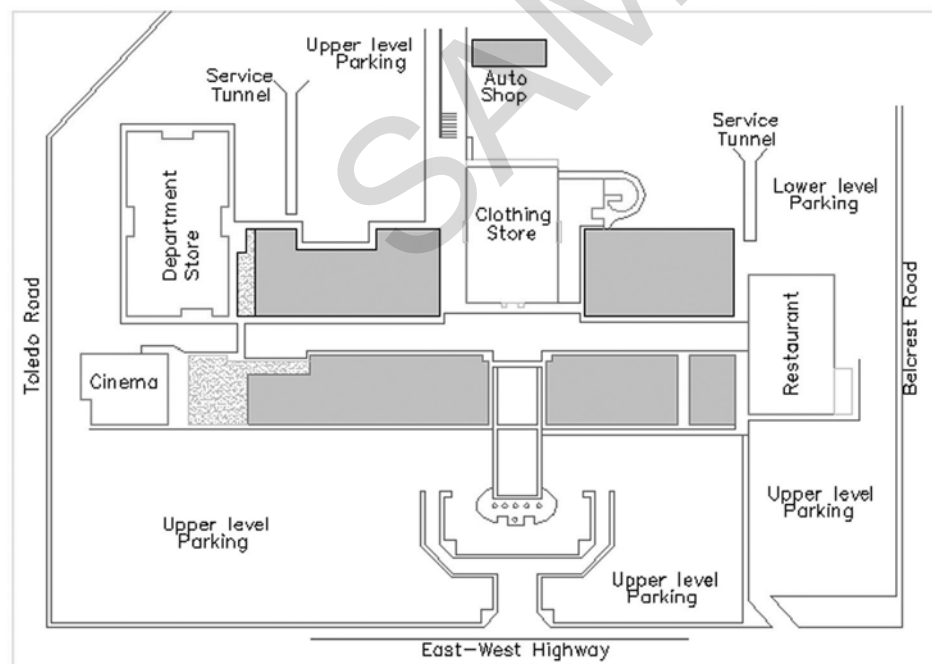 Upper level
Parking
Auto
Shop
Service
Tunnel
Service
Tunnel
Lower level
Parking
Department
Store
Clothing
Store
Toledo Road
Cinema
Restaurant
Belcrest Road
Upper level
Parking
Upper level
Parking
Upper level
Parking
East-West Highway